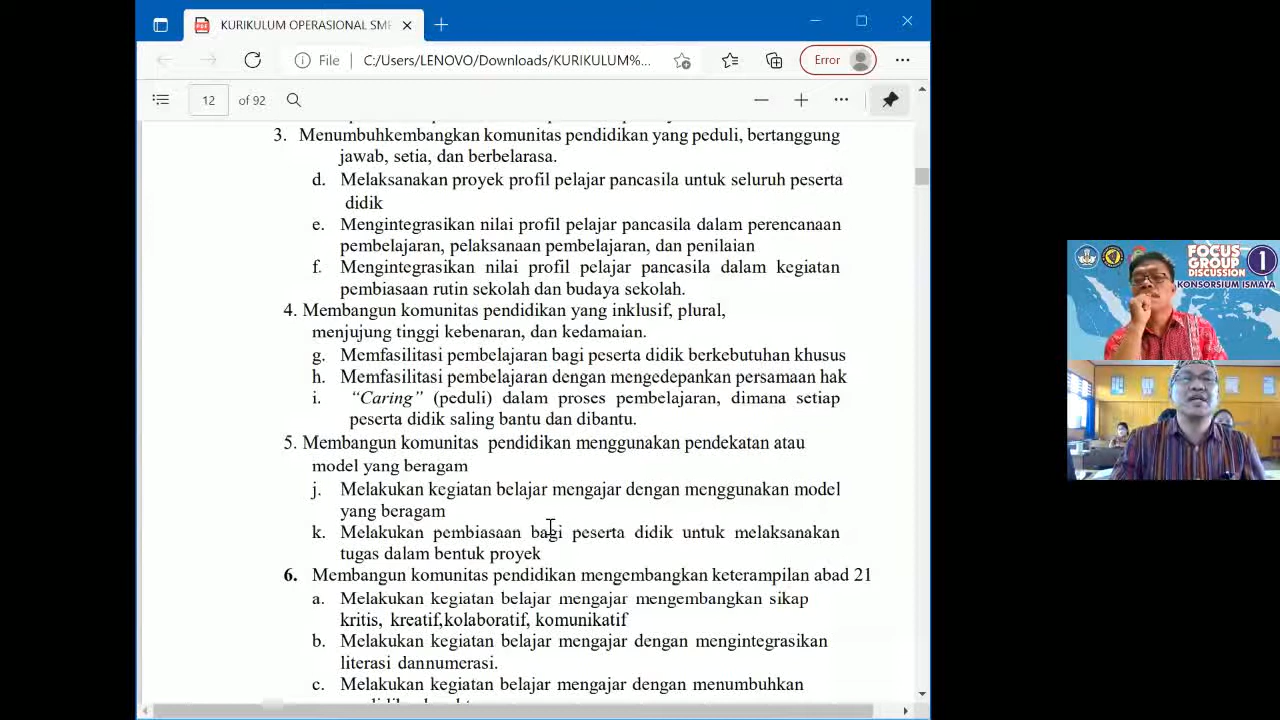 KURIKULUM OPERASIONAL SM
File
C:/Users/LENOVO/Downloads/KURIKULUM%...
Error
12
of 92
3. Menumbuhkembangkan komunitas pendidikan yang peduli, bertanggung
jawab, setia, dan berbelarasa.
d. Melaksanakan proyek profil pelajar pancasila untuk seluruh peserta
didik
e. Mengintegrasikan nilai profil pelajar pancasila dalam perencanaan
pembelajaran, pelaksanaan pembelajaran, dan penilaian
f. Mengintegrasikan nilai profil pelajar pancasila dalam kegiatan
pembiasaan rutin sekolah dan budaya sekolah.
4. Membangun komunitas pendidikan yang inklusif, plural,
menjujung tinggi kebenaran, dan kedamaian.
g. Memfasilitasi pembelajaran bagi peserta didik berkebutuhan khusus
h. Memfasilitasi pembelajaran dengan mengedepankan persamaan hak
i. “Caring” (peduli) dalam proses pembelajaran, dimana setiap
peserta didik saling bantu dan dibantu.
5. Membangun komunitas pendidikan menggunakan pendekatan atau
model yang beragam
j. Melakukan kegiatan belajar mengajar dengan menggunakan model
yang beragam
k. Melakukan pembiasaan bagi peserta didik untuk melaksanakan
tugas dalam bentuk proyek
6. Membangun komunitas pendidikan mengembangkan keterampilan abad 21
a. Melakukan kegiatan belajar mengajar mengembangkan sikap
kritis, kreatif,kolaboratif, komunikatif
b. Melakukan kegiatan belajar mengajar dengan mengintegrasikan
literasi dannumerasi.
c. Melakukan kegiatan belajar mengajar dengan menumbuhkan
FOCUS
GROUP
DISCUSSION
1
KONSORSIUM ISMAYA